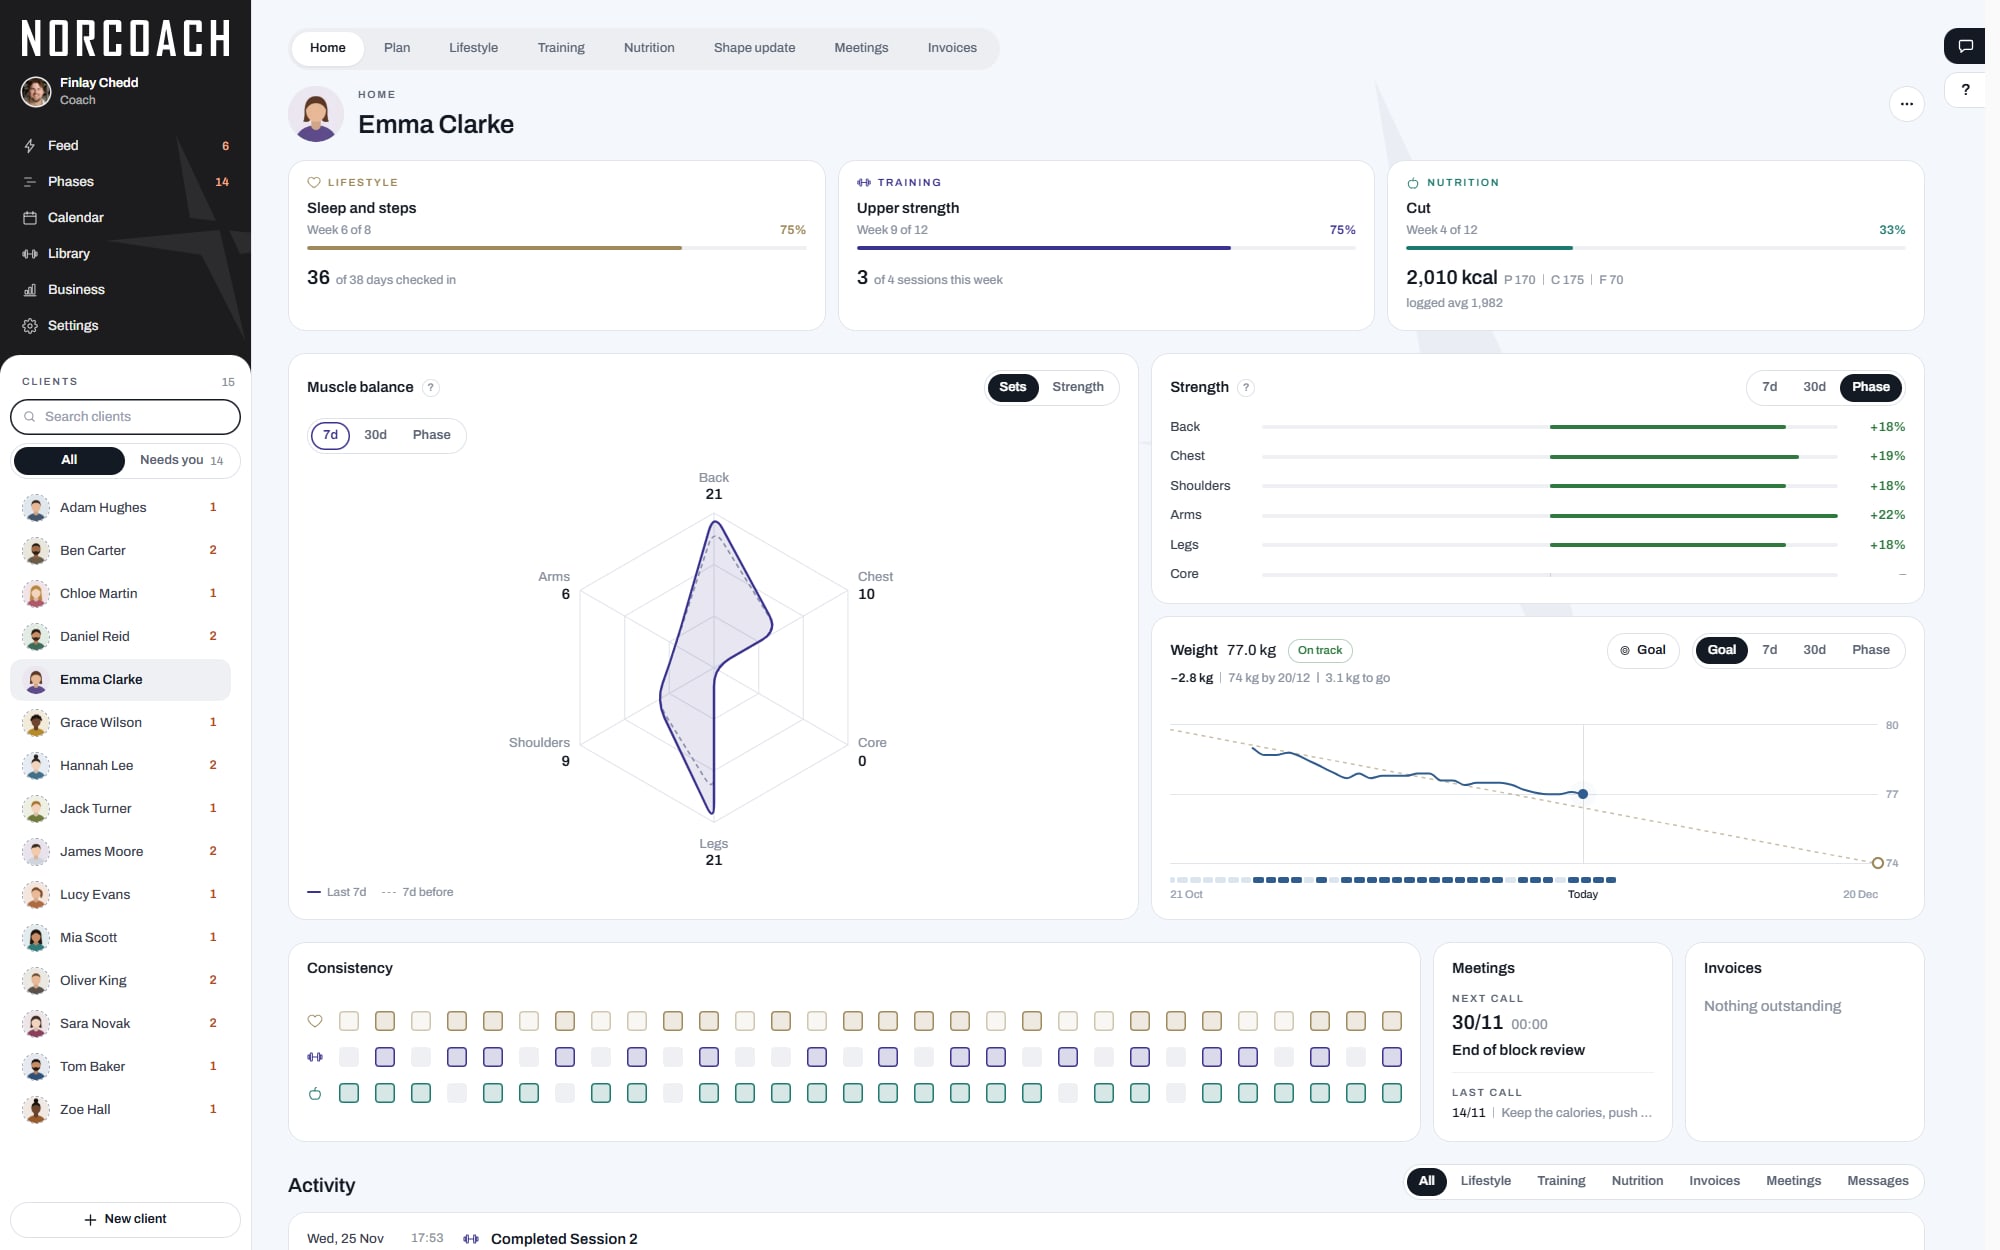 NORCOACH
Finlay Chedd
Coach
Feed 6
Phases 14
Calendar
Library
Business
Settings
CLIENTS 15
Search clients
All Needs you 14
Adam Hughes 1
Ben Carter 2
Chloe Martin 1
Daniel Reid 2
Emma Clarke
Grace Wilson 1
Hannah Lee 2
Jack Turner 1
James Moore 2
Lucy Evans 1
Mia Scott 1
Oliver King 2
Sara Novak 2
Tom Baker 1
Zoe Hall 1
+ New client
Home Plan Lifestyle Training Nutrition Shape update Meetings Invoices
?
HOME
Emma Clarke
LIFESTYLE
Sleep and steps
Week 6 of 8 75%
36 of 38 days checked in
TRAINING
Upper strength
Week 9 of 12 75%
3 of 4 sessions this week
NUTRITION
Cut
Week 4 of 12 33%
2,010 kcal P 170 | C 175 | F 70
logged avg 1,982
Muscle balance ? Sets Strength
7d 30d Phase
Back
21
Arms
6
Chest
10
Shoulders
9
Core
0
Legs
21
Last 7d 7d before
Strength ? 7d 30d Phase
Back +18%
Chest +19%
Shoulders +18%
Arms +22%
Legs +18%
Core –
Weight 77.0 kg On track Goal Goal 7d 30d Phase
−2.8 kg | 74 kg by 20/12 | 3.1 kg to go
80
77
74
21 Oct Today 20 Dec
Consistency
Meetings
NEXT CALL
30/11 00:00
End of block review
LAST CALL
14/11 | Keep the calories, push ...
Invoices
Nothing outstanding
Activity All Lifestyle Training Nutrition Invoices Meetings Messages
Wed, 25 Nov 17:53 Completed Session 2